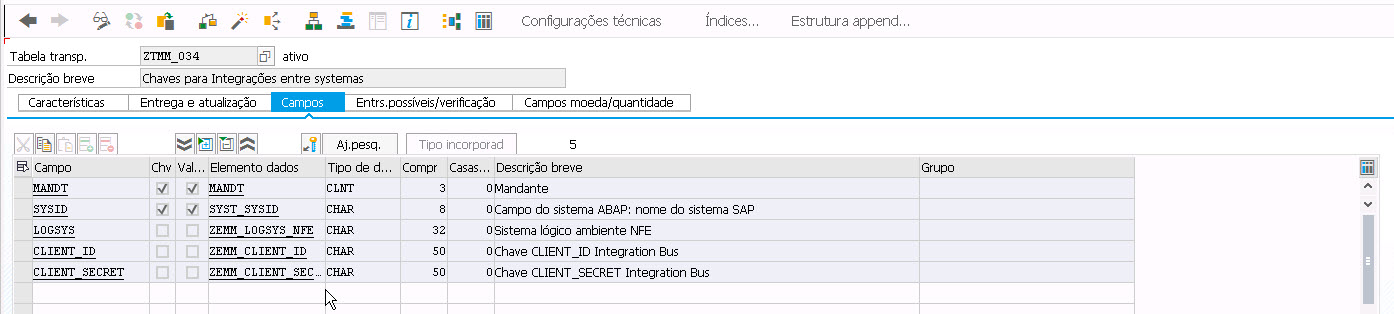 Configurações técnicas Índices... Estrutura append...
Tabela transp. ZTMM_034 ativo
Descrição breve Chaves para Integrações entre systemas
Características Entrega e atualização Campos Entrs.possíveis/verificação Campos moeda/quantidade
Aj.pesq. Tipo incorporad 5
Campo Chv Val... Elemento dados Tipo de d... Compr Casas... Descrição breve Grupo
MANDT MANDT CLNT 3 0 Mandante
SYSID SYST_SYSID CHAR 8 0 Campo do sistema ABAP: nome do sistema SAP
LOGSYS ZEMM_LOGSYS_NFE CHAR 32 0 Sistema lógico ambiente NFE
CLIENT_ID ZEMM_CLIENT_ID CHAR 50 0 Chave CLIENT_ID Integration Bus
CLIENT_SECRET ZEMM_CLIENT_SEC... CHAR 50 0 Chave CLIENT_SECRET Integration Bus